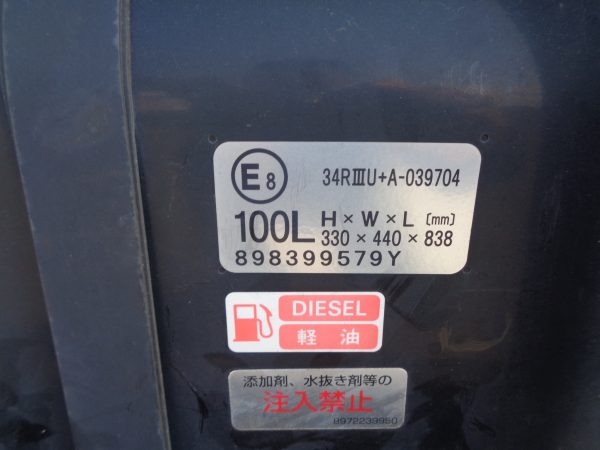 E8 34RIIIU+A-039704
100L H×W×L [mm]
330×440×838
898399579Y
DIESEL
軽油
添加剤、水抜き剤等の
注入禁止
8972239950